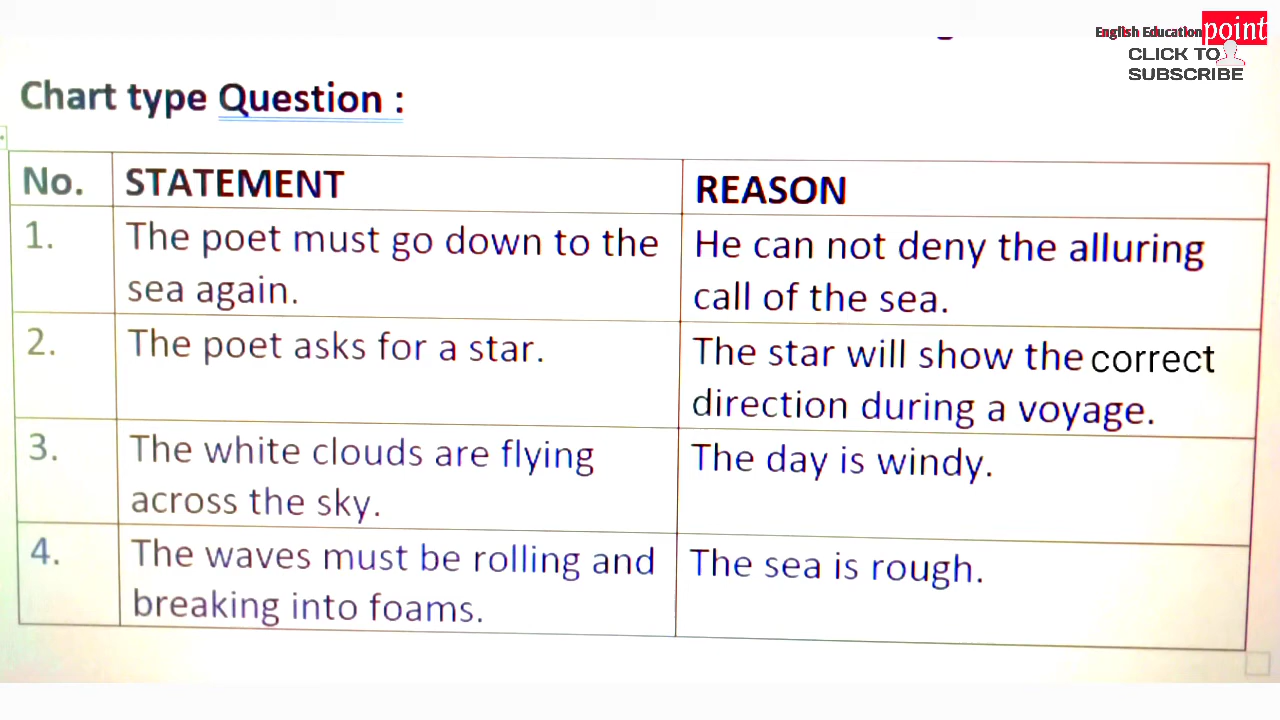 English Education point
CLICK TO
SUBSCRIBE
Chart type Question :
No. STATEMENT REASON
1. The poet must go down to the He can not deny the alluring
sea again. call of the sea.
2. The poet asks for a star. The star will show the correct
direction during a voyage.
3. The white clouds are flying The day is windy.
across the sky.
4. The waves must be rolling and The sea is rough.
breaking into foams.